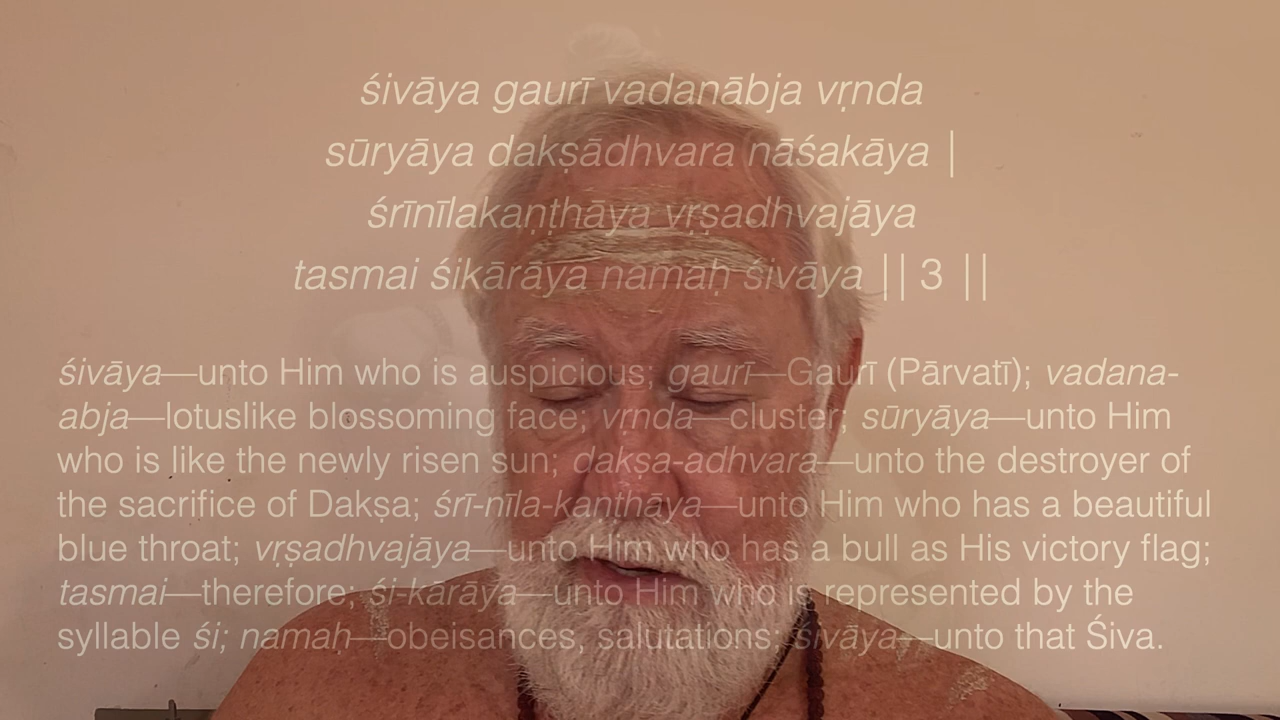 śivāya gaurī vadanābja vṛnda
sūryāya dakṣādhvara nāśakāya |
śrīnīlakaṇṭhāya vṛṣadhvajāya
tasmai śikārāya namaḥ śivāya || 3 ||
śivāya—unto Him who is auspicious; gaurī—Gaurī (Pārvatī); vadana-
abja—lotuslike blossoming face; vṛnda—cluster; sūryāya—unto Him
who is like the newly risen sun; dakṣa-adhvara—unto the destroyer of
the sacrifice of Dakṣa; śrī-nīla-kaṇthāya—unto Him who has a beautiful
blue throat; vṛṣadhvajāya—unto Him who has a bull as His victory flag;
tasmai—therefore; śi-kārāya—unto Him who is represented by the
syllable śi; namaḥ—obeisances, salutations; śivāya—unto that Śiva.